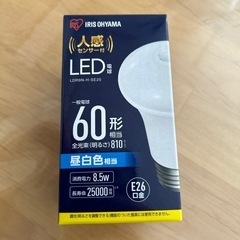 IRIS OHYAMA
人感
センサー付
LED電球
LDR9N-H-SE25
一般電球
60形
相当
全光束(明るさ)810
昼白色相当
消費電力 8.5w
長寿命 25000
E26
口金